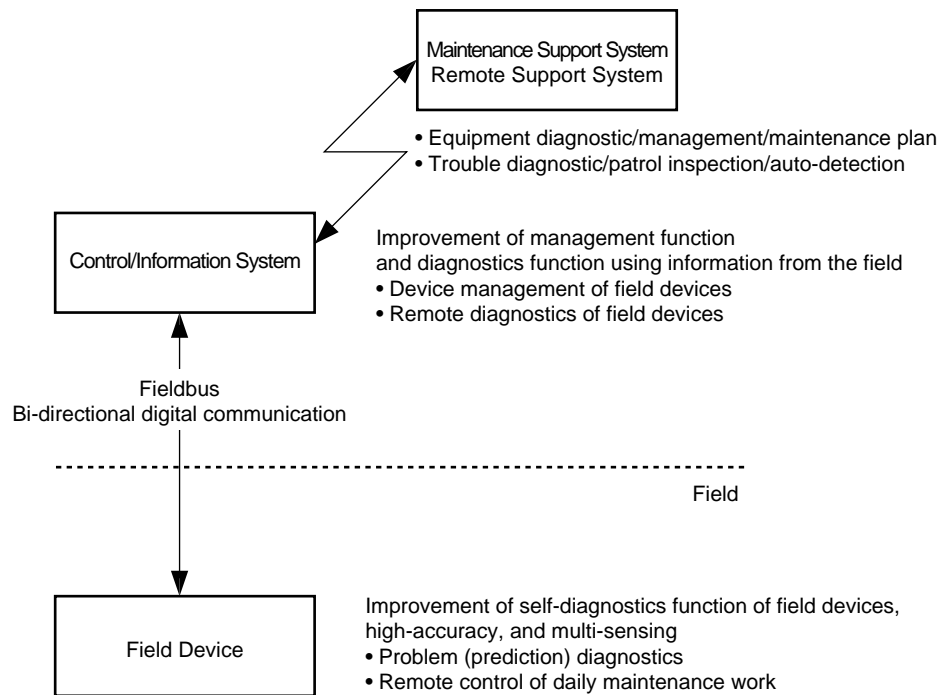 Maintenance Support System
Remote Support System
• Equipment diagnostic/management/maintenance plan
• Trouble diagnostic/patrol inspection/auto-detection
Control/Information System
Improvement of management function
and diagnostics function using information from the field
• Device management of field devices
• Remote diagnostics of field devices
Fieldbus
Bi-directional digital communication
Field
Field Device
Improvement of self-diagnostics function of field devices,
high-accuracy, and multi-sensing
• Problem (prediction) diagnostics
• Remote control of daily maintenance work